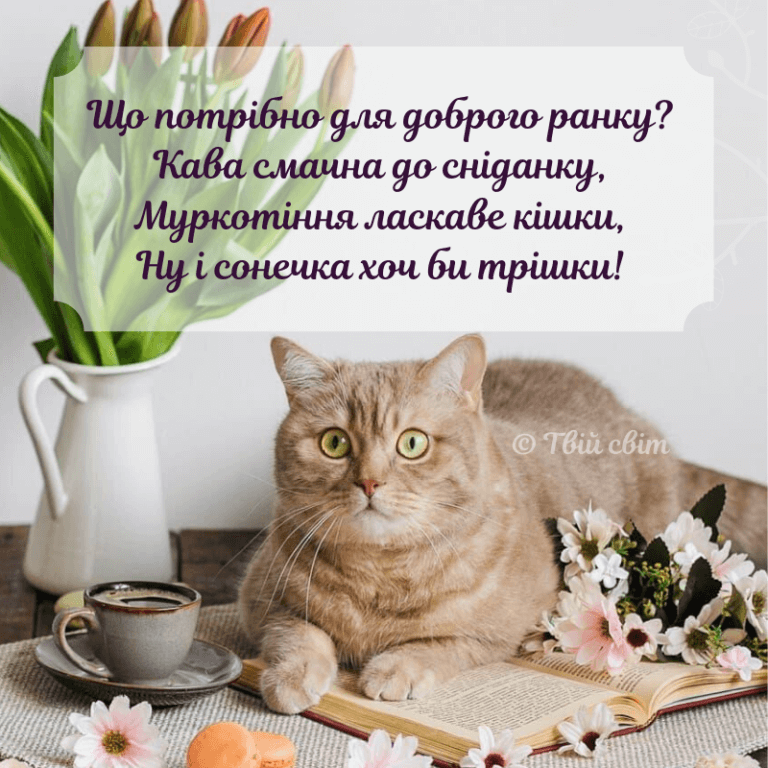 Що потрібно для доброго ранку?
Кава смачна до сніданку,
Муркотіння ласкаве кішки,
Ну і сонечка хоч би трішки!
© Твій світ